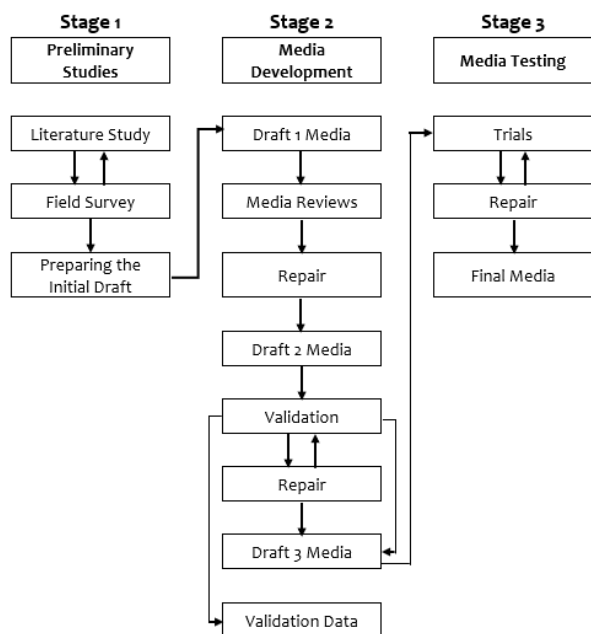 Stage 1
Preliminary
Studies
Literature Study
Field Survey
Preparing the
Initial Draft
Stage 2
Media
Development
Draft 1 Media
Media Reviews
Repair
Draft 2 Media
Validation
Repair
Draft 3 Media
Validation Data
Stage 3
Media Testing
Trials
Repair
Final Media